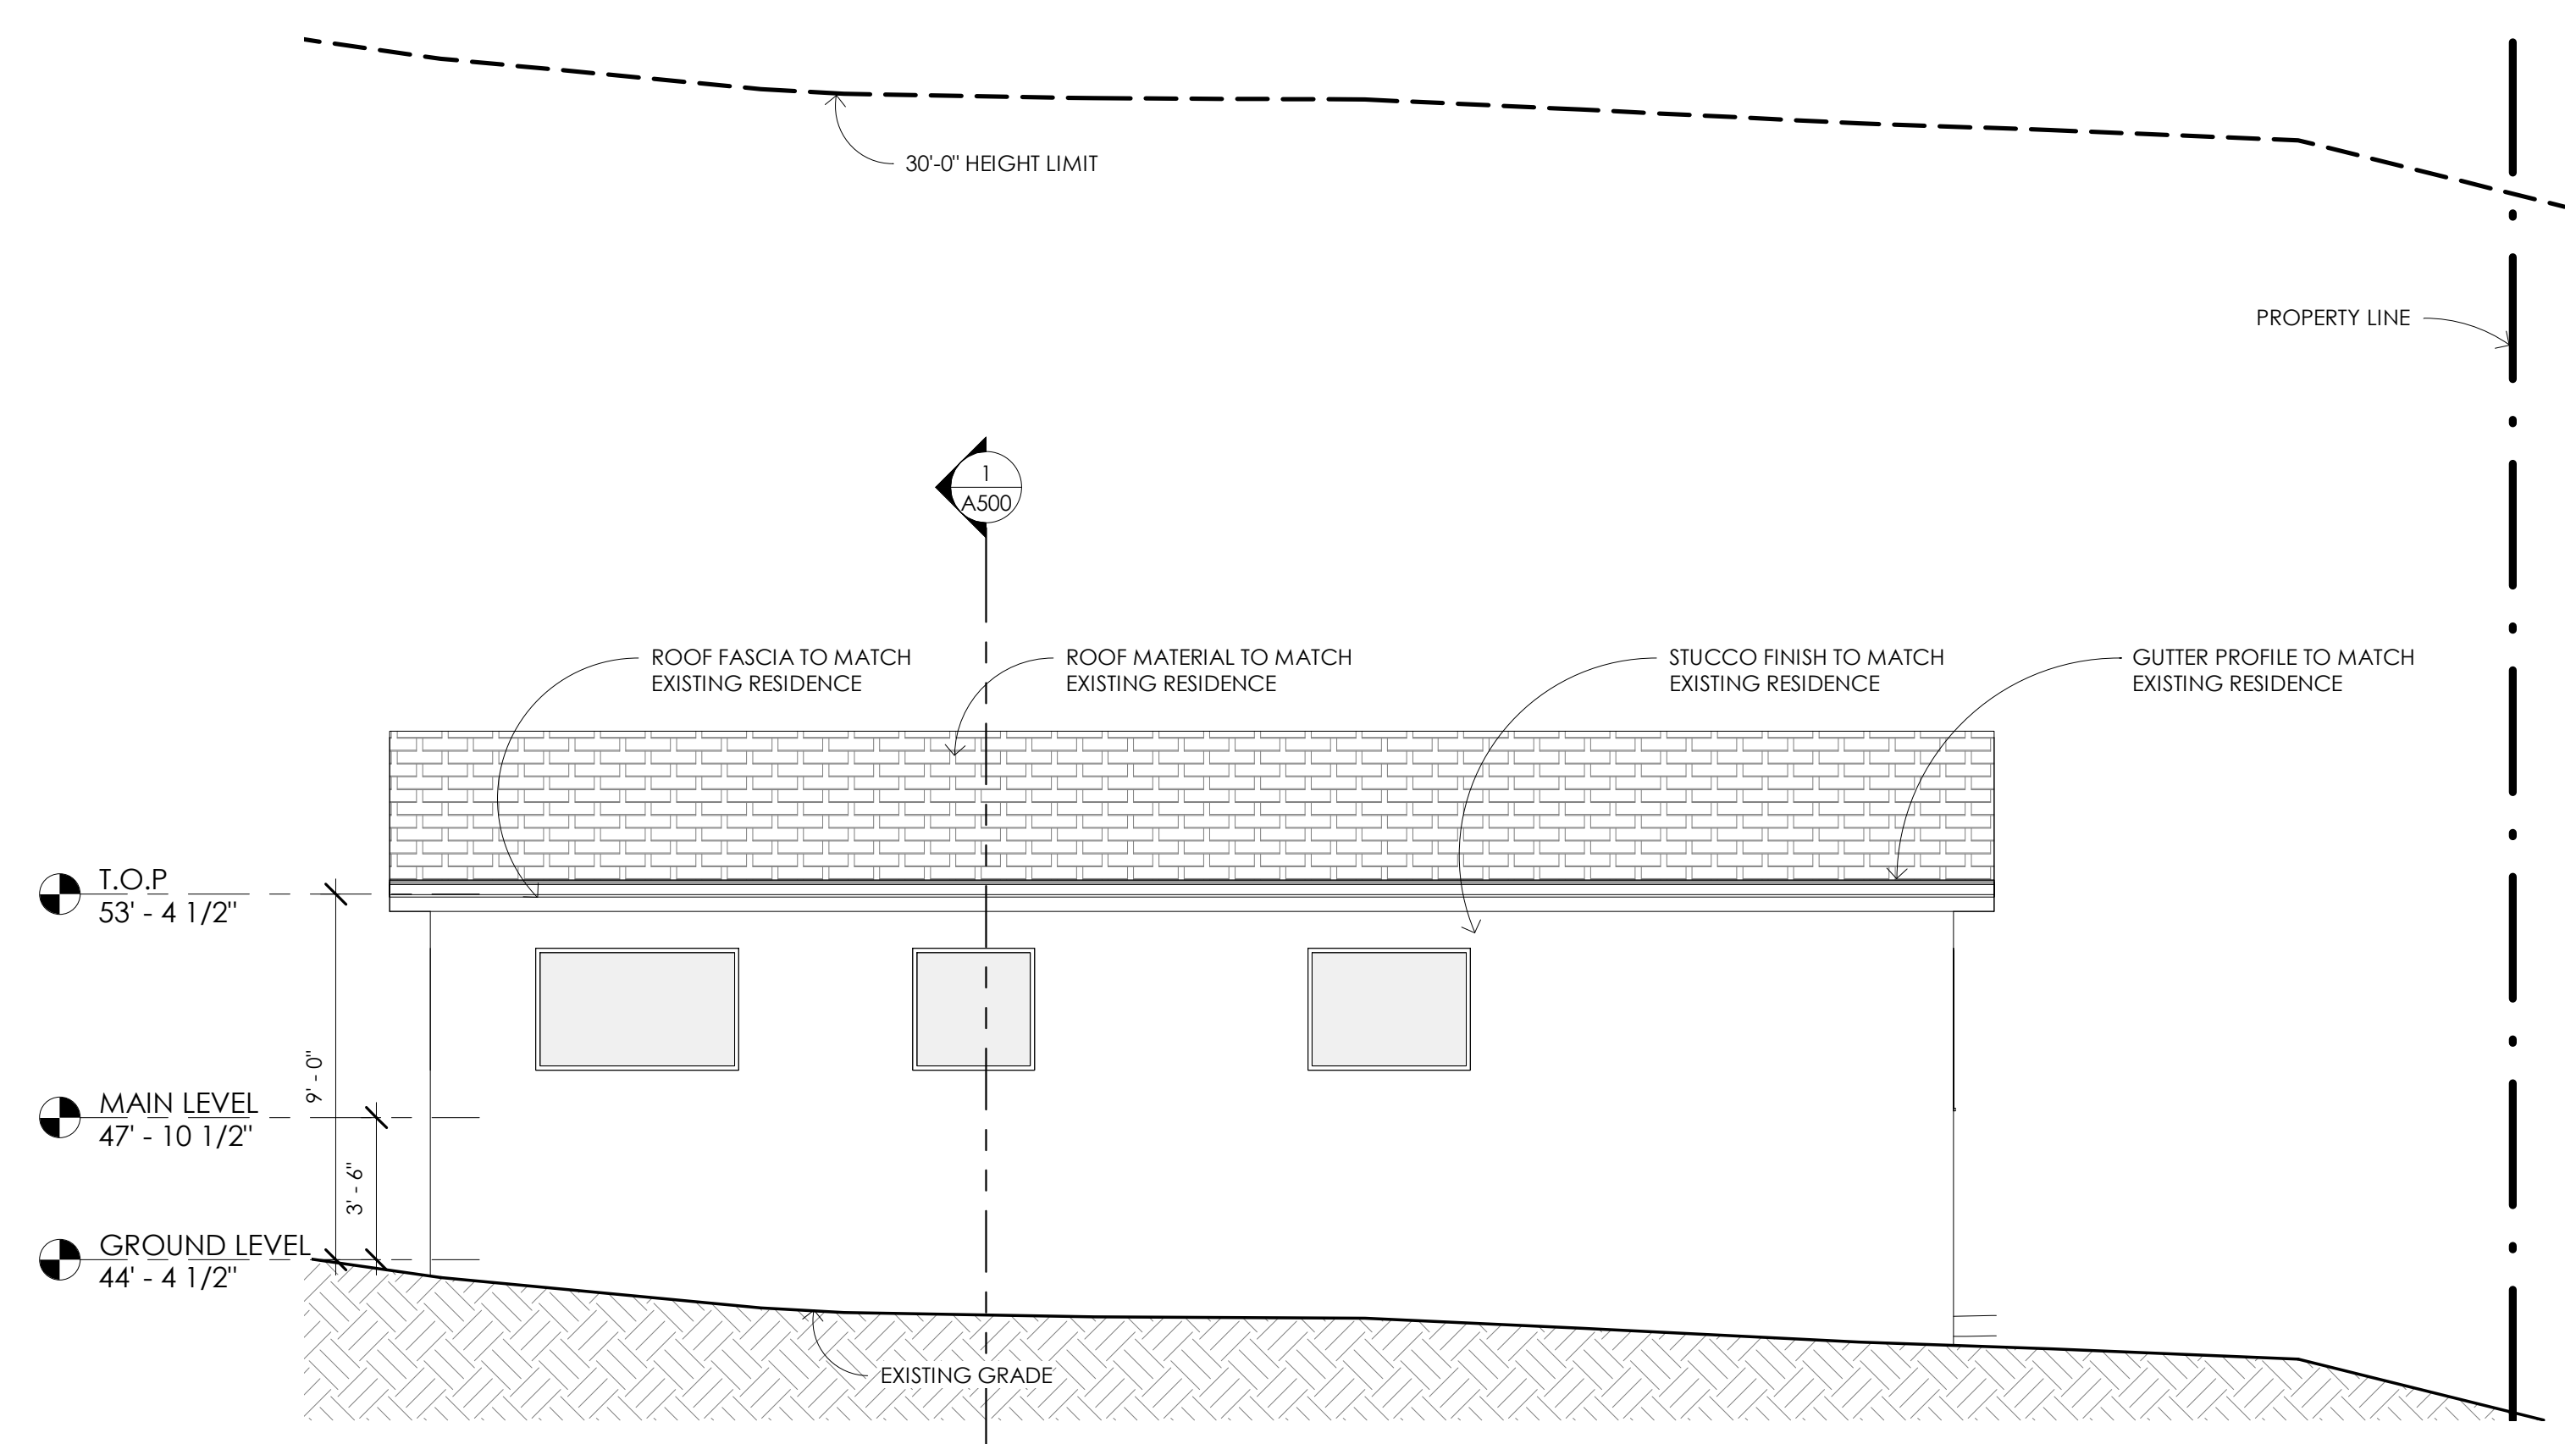 30'-0" HEIGHT LIMIT
PROPERTY LINE
1
A500
ROOF FASCIA TO MATCH
EXISTING RESIDENCE
ROOF MATERIAL TO MATCH
EXISTING RESIDENCE
STUCCO FINISH TO MATCH
EXISTING RESIDENCE
GUTTER PROFILE TO MATCH
EXISTING RESIDENCE
T.O.P
53' - 4 1/2"
9' - 0"
MAIN LEVEL
47' - 10 1/2"
3' - 6"
GROUND LEVEL
44' - 4 1/2"
EXISTING GRADE